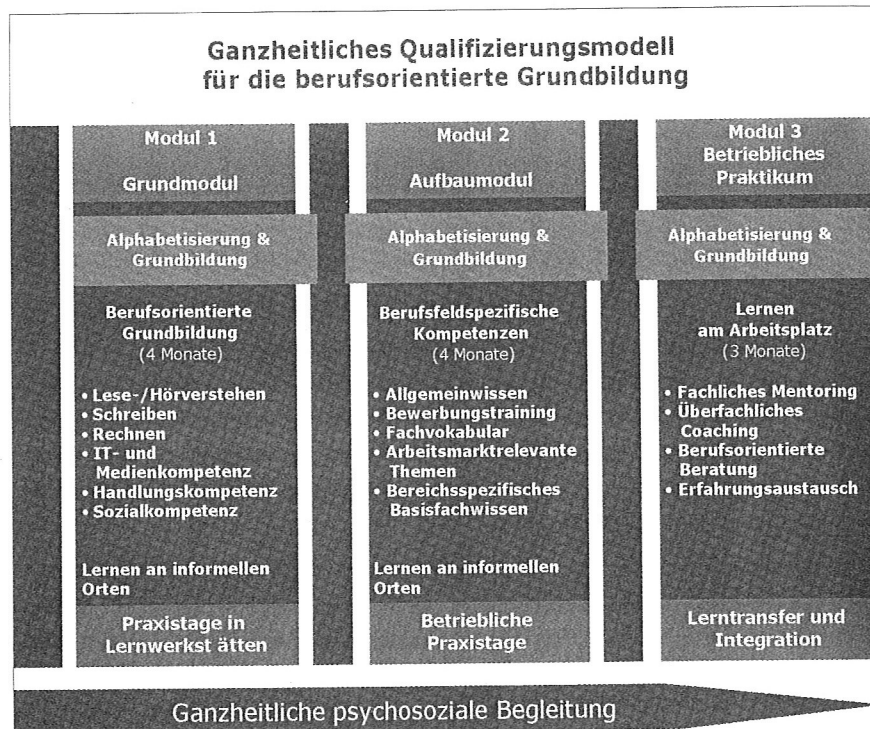 Ganzheitliches Qualifizierungsmodell
für die berufsorientierte Grundbildung
Modul 1
Grundmodul
Alphabetisierung &
Grundbildung
Berufsorientierte
Grundbildung
(4 Monate)
• Lese-/Hörverstehen
• Schreiben
• Rechnen
• IT- und
Medienkompetenz
• Handlungskompetenz
• Sozialkompetenz
Lernen an informellen
Orten
Praxistage in
Lernwerkst ätten
Modul 2
Aufbaumodul
Alphabetisierung &
Grundbildung
Berufsfeldspezifische
Kompetenzen
(4 Monate)
• Allgemeinwissen
• Bewerbungstraining
• Fachvokabular
• Arbeitsmarktrelevante
Themen
• Bereichsspezifisches
Basisfachwissen
Lernen an informellen
Orten
Betriebliche
Praxistage
Modul 3
Betriebliches
Praktikum
Alphabetisierung &
Grundbildung
Lernen
am Arbeitsplatz
(3 Monate)
• Fachliches Mentoring
• Überfachliches
Coaching
• Berufsorientierte
Beratung
• Erfahrungsaustausch
Lerntransfer und
Integration
Ganzheitliche psychosoziale Begleitung